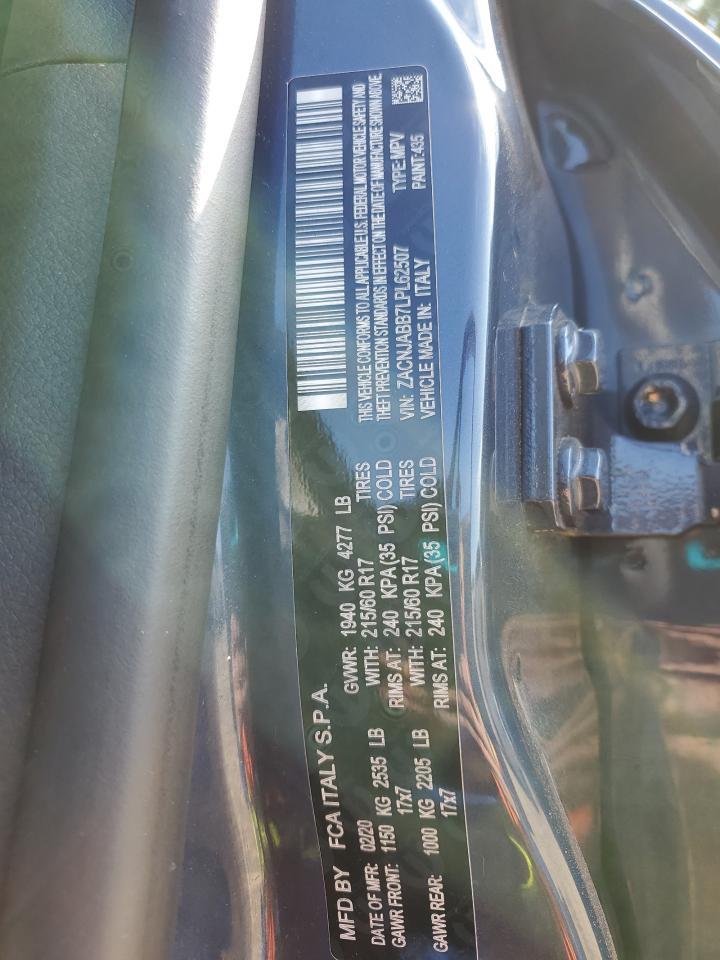 MFD BY FCA ITALY S.P.A.
DATE OF MFR: 02/20 GVWR: 1940 KG 4277 LB
GAWR FRONT: 1150 KG 2535 LB WITH: 215/60 R17 TIRES
17x7 RIMS AT: 240 KPA(35 PSI) COLD
GAWR REAR: 1000 KG 2205 LB WITH: 215/60 R17 TIRES
17x7 RIMS AT: 240 KPA(35 PSI) COLD
THIS VEHICLE CONFORMS TO ALL APPLICABLE U.S. FEDERAL MOTOR VEHICLE SAFETY AND
THEFT PREVENTION STANDARDS IN EFFECT ON THE DATE OF MANUFACTURE SHOWN ABOVE
VIN: ZACNJABB7LPL62507 TYPE: MPV
VEHICLE MADE IN: ITALY PAINT: 435